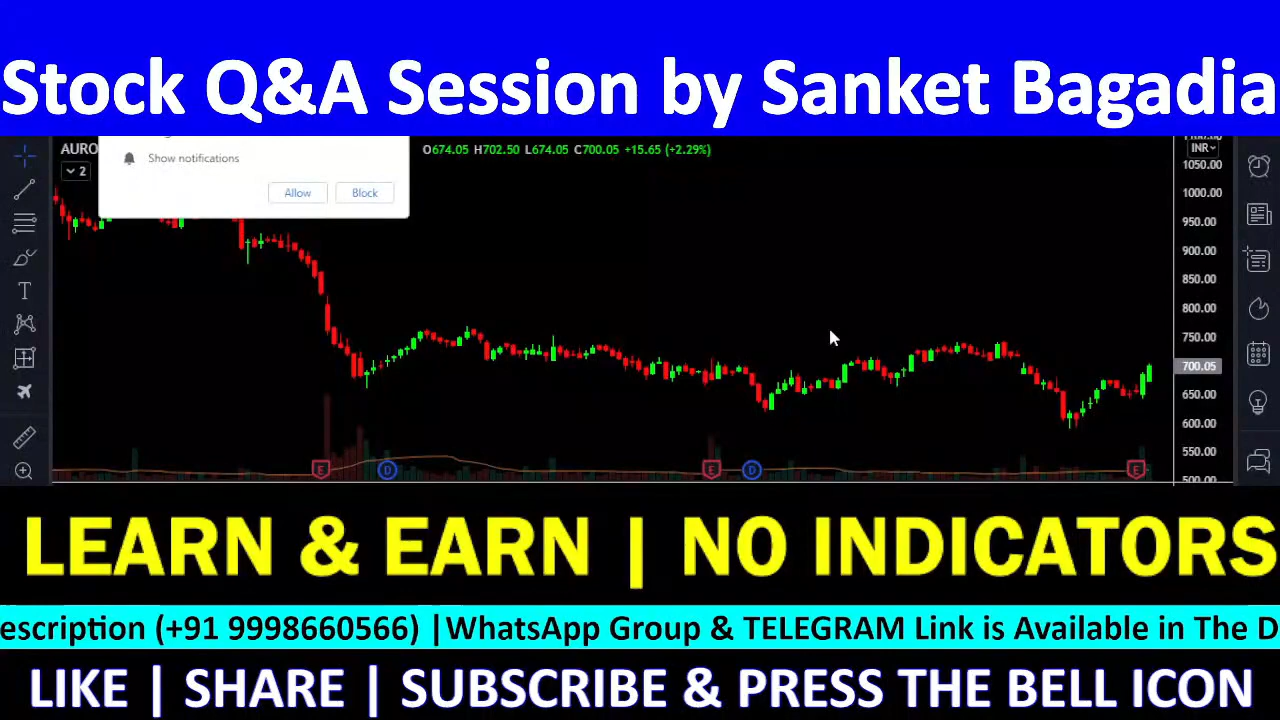 Stock Q&A Session by Sanket Bagadia
AURO
O674.05 H702.50 L674.05 C700.05 +15.65 (+2.29%)
INR
2
Show notifications
Allow
Block
1050.00
1000.00
950.00
900.00
850.00
800.00
750.00
700.05
650.00
600.00
550.00
500.00
E
D
E
D
E
LEARN & EARN | NO INDICATORS
escription (+91 9998660566) |WhatsApp Group & TELEGRAM Link is Available in The D
LIKE | SHARE | SUBSCRIBE & PRESS THE BELL ICON